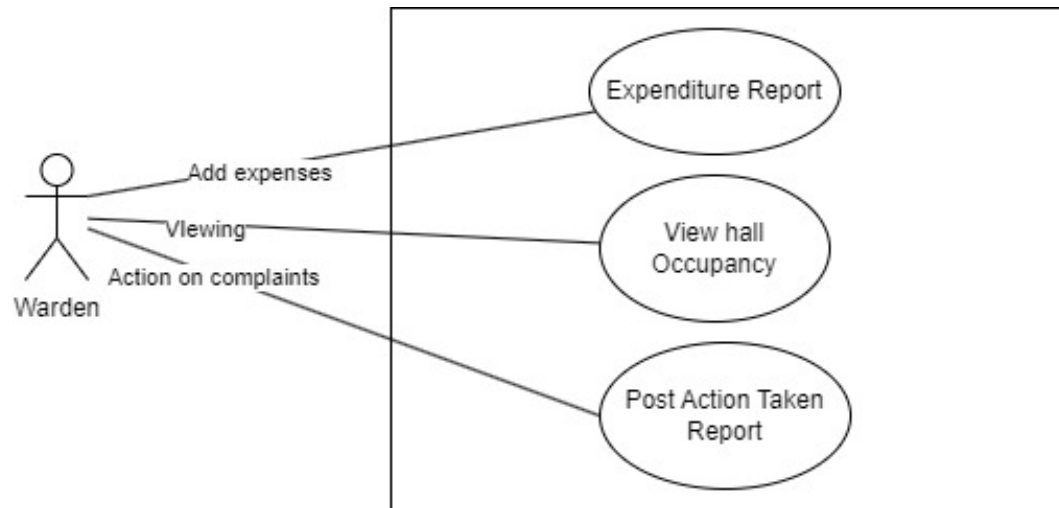 Expenditure Report
Add expenses
VIewing
View hall
Occupancy
Action on complaints
Warden
Post Action Taken
Report